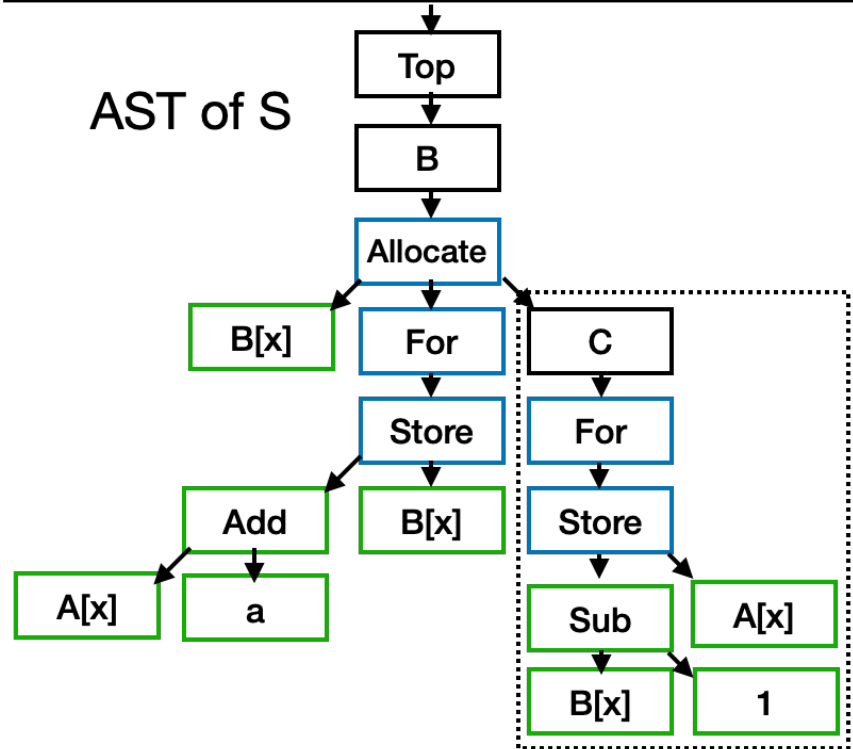 Top
AST of S
B
Allocate
B[x]
For
C
Store
For
Add
B[x]
Store
A[x]
a
Sub
A[x]
B[x]
1